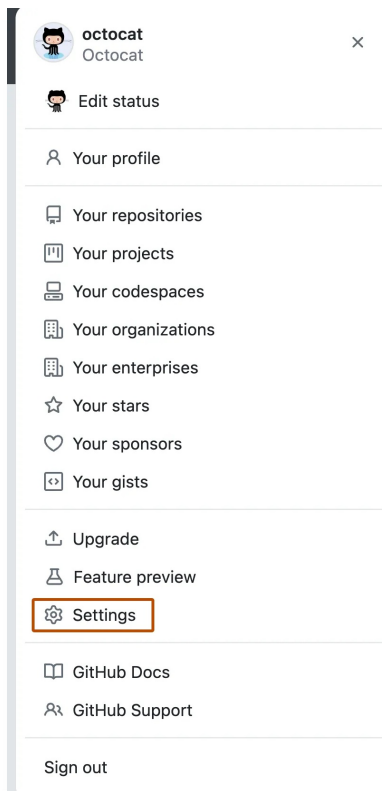 octocat
Octocat
Edit status
Your profile
Your repositories
Your projects
Your codespaces
Your organizations
Your enterprises
Your stars
Your sponsors
Your gists
Upgrade
Feature preview
Settings
GitHub Docs
GitHub Support
Sign out